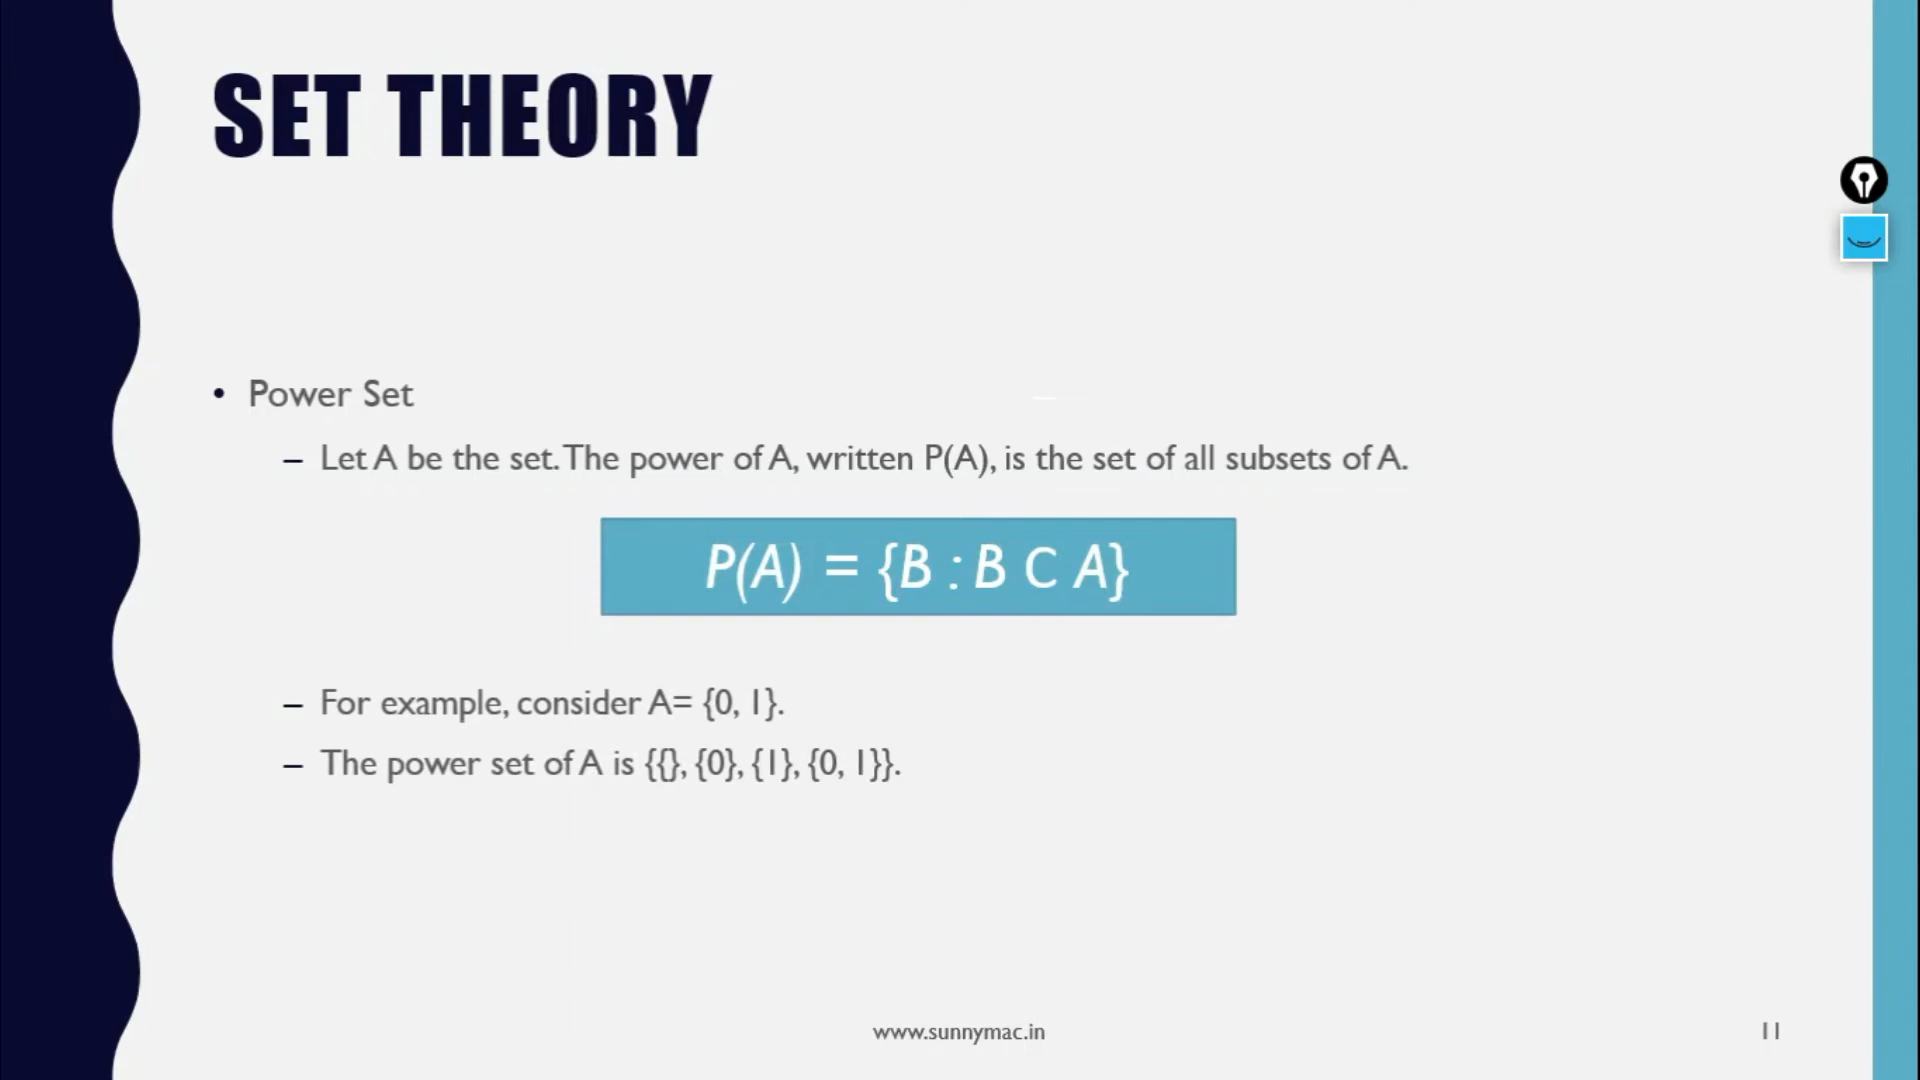 SET THEORY
• Power Set
– Let A be the set. The power of A, written P(A), is the set of all subsets of A.
P(A) = {B : B C A}
– For example, consider A= {0, 1}.
– The power set of A is {{}, {0}, {1}, {0, 1}}.
www.sunnymac.in
11